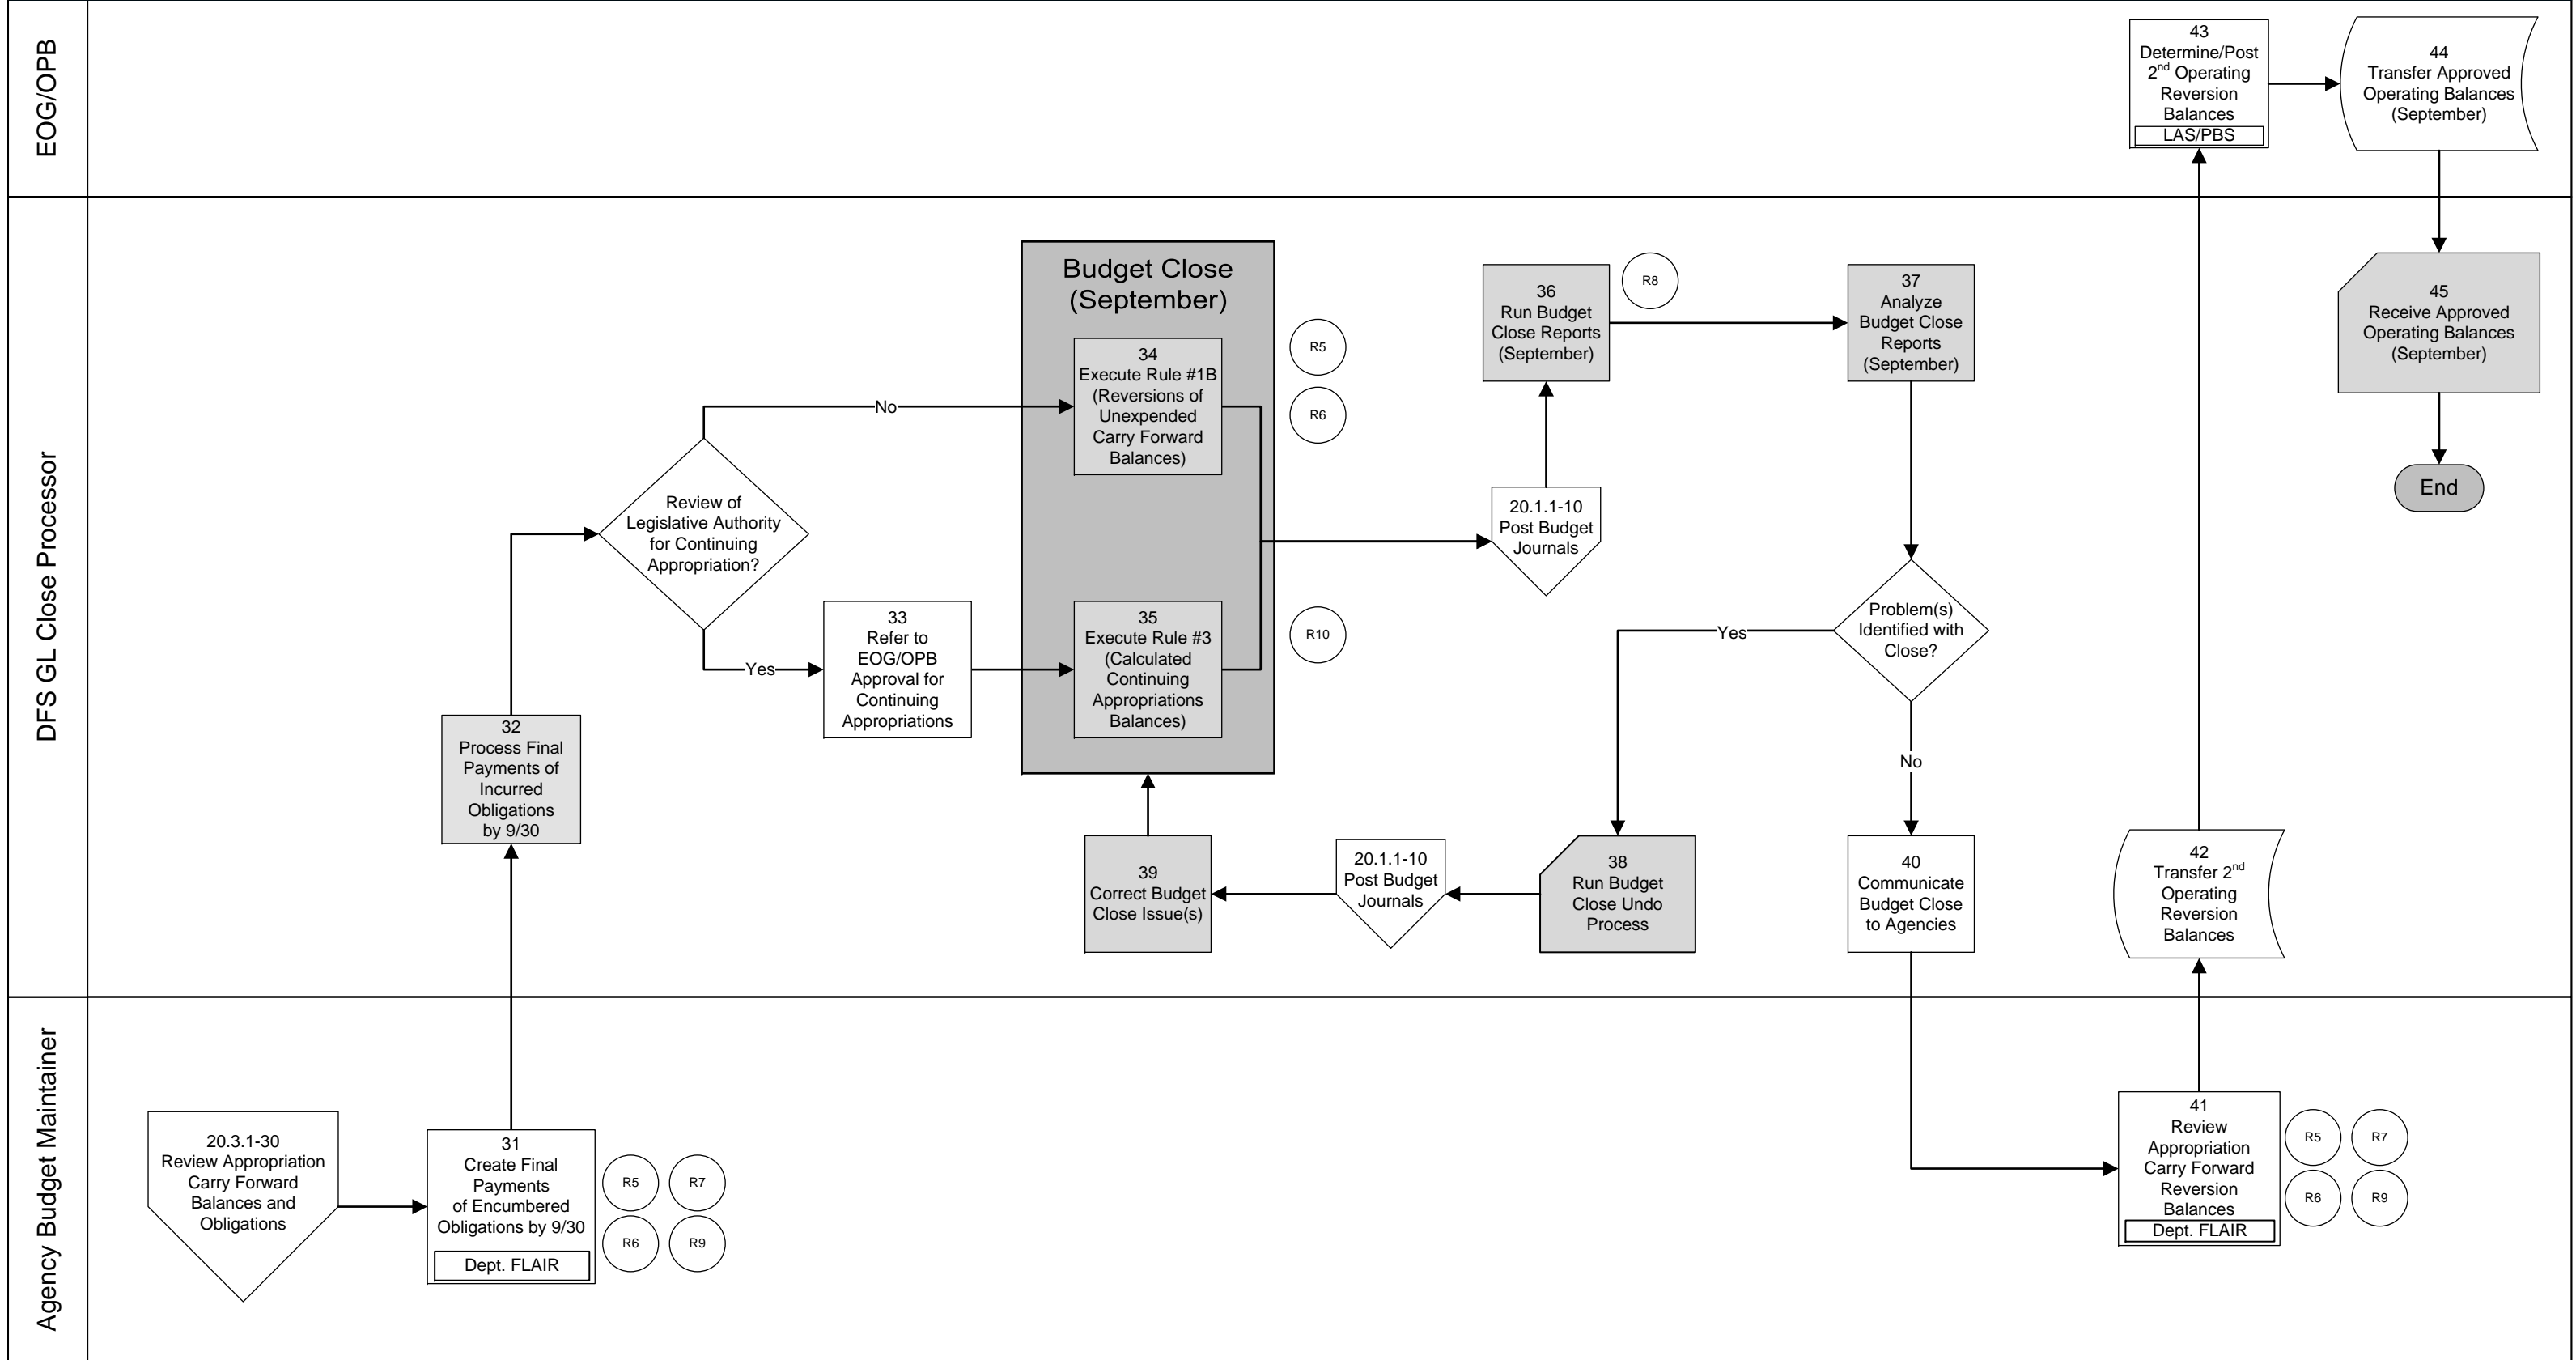 EOG/OPB
43
Determine/Post
2nd Operating
Reversion
Balances
LAS/PBS
44
Transfer Approved
Operating Balances
(September)
DFS GL Close Processor
Budget Close
(September)
34
Execute Rule #1B
(Reversions of
Unexpended
Carry Forward
Balances)
R5
R6
36
Run Budget
Close Reports
(September)
R8
37
Analyze
Budget Close
Reports
(September)
45
Receive Approved
Operating Balances
(September)
End
No
Review of
Legislative Authority
for Continuing
Appropriation?
Yes
33
Refer to
EOG/OPB
Approval for
Continuing
Appropriations
35
Execute Rule #3
(Calculated
Continuing
Appropriations
Balances)
R10
20.1.1-10
Post Budget
Journals
Problem(s)
Identified with
Close?
Yes
No
32
Process Final
Payments of
Incurred
Obligations
by 9/30
39
Correct Budget
Close Issue(s)
20.1.1-10
Post Budget
Journals
38
Run Budget
Close Undo
Process
40
Communicate
Budget Close
to Agencies
42
Transfer 2nd
Operating
Reversion
Balances
Agency Budget Maintainer
20.3.1-30
Review Appropriation
Carry Forward
Balances and
Obligations
31
Create Final
Payments
of Encumbered
Obligations by 9/30
Dept. FLAIR
R5
R7
R6
R9
41
Review
Appropriation
Carry Forward
Reversion
Balances
Dept. FLAIR
R5
R7
R6
R9